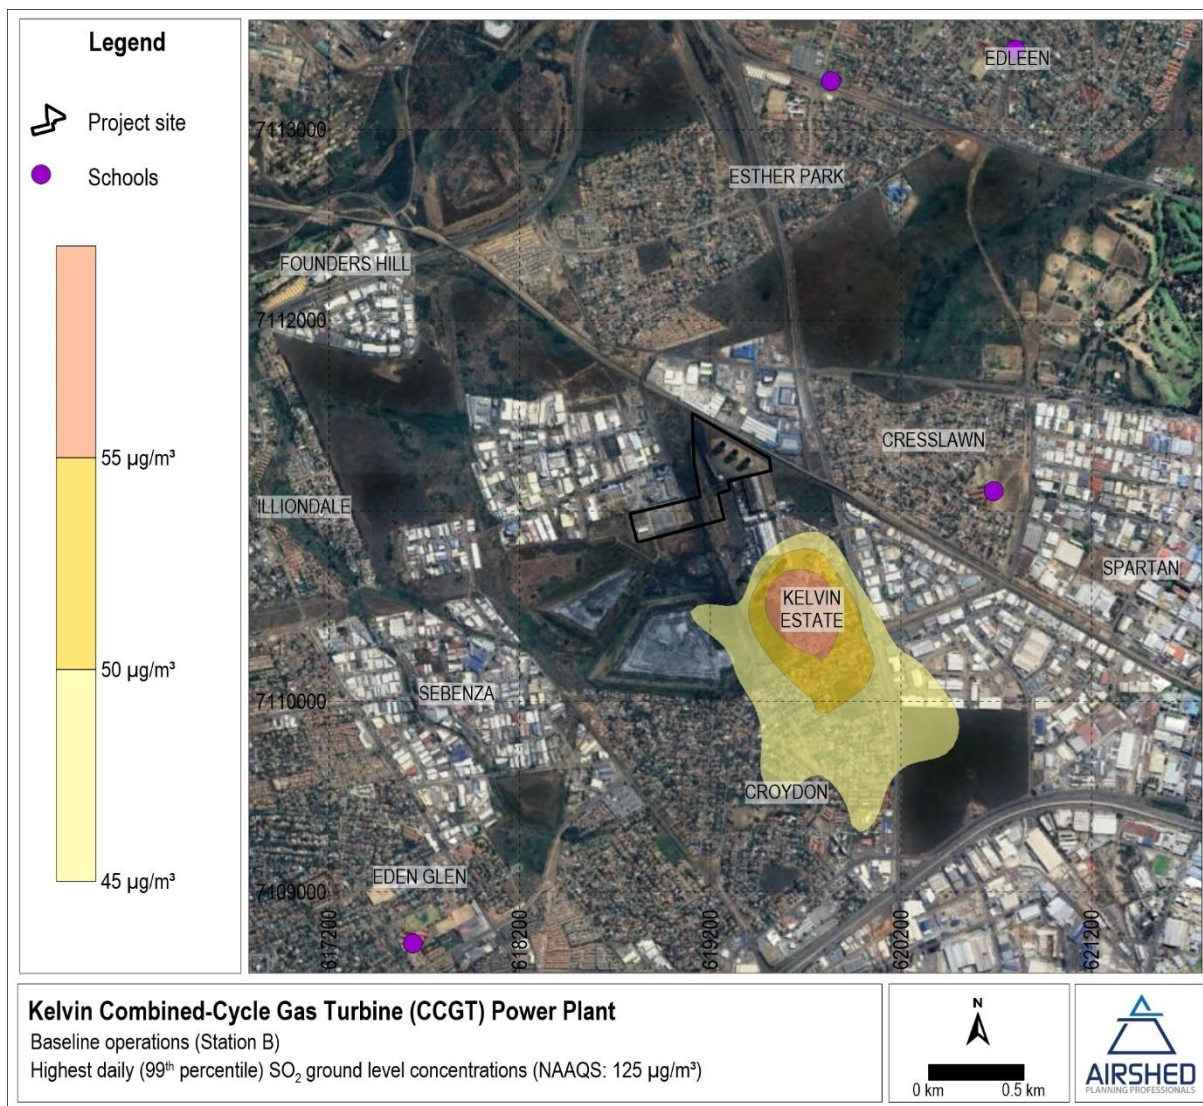 Legend
Project site
Schools
55 µg/m³
50 µg/m³
45 µg/m³
EDLEEN
7113000
ESTHER PARK
FOUNDERS HILL
7112000
CRESSLAWN
ILLIONDALE
SPARTAN
KELVIN
ESTATE
SEBENZA
7110000
CROYDON
EDEN GLEN
7109000
617200
618200
619200
620200
621200
Kelvin Combined-Cycle Gas Turbine (CCGT) Power Plant
Baseline operations (Station B)
Highest daily (99th percentile) SO₂ ground level concentrations (NAAQS: 125 µg/m³)
N
0 km 0.5 km
AIRSHED
PLANNING PROFESSIONALS